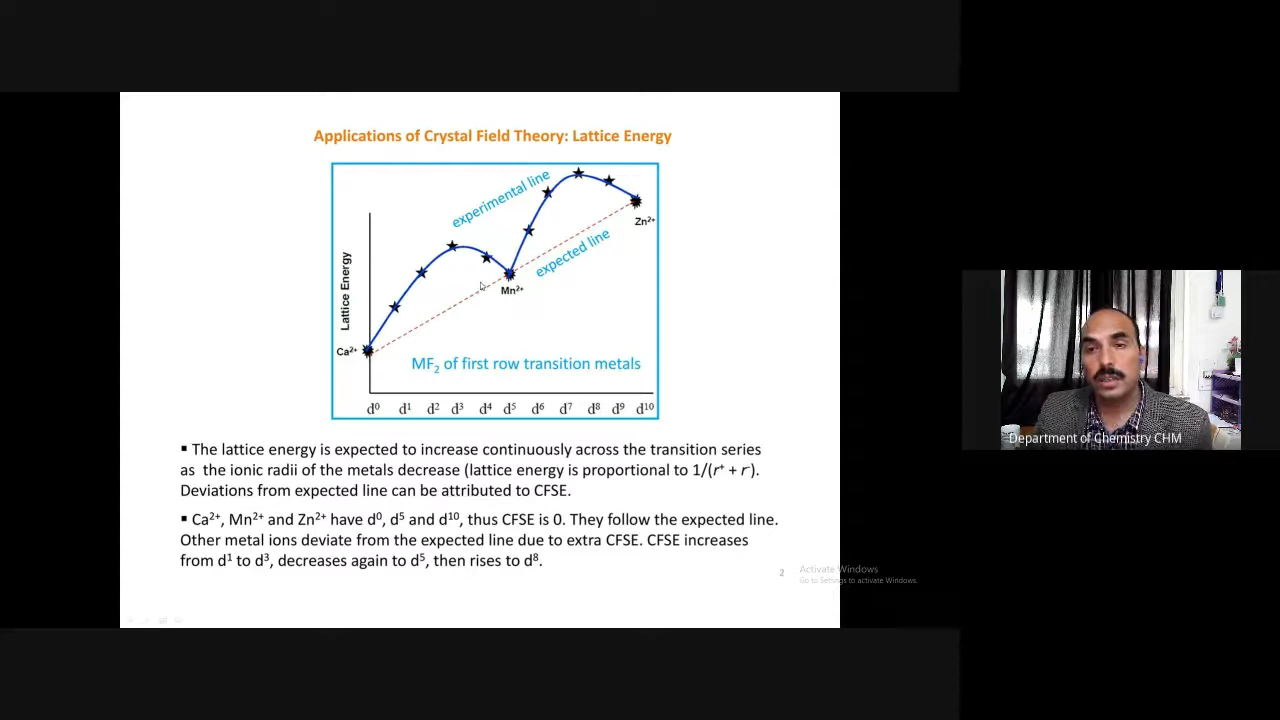 Applications of Crystal Field Theory: Lattice Energy
experimental line
Zn²⁺
expected line
Lattice Energy
Mn²⁺
Ca²⁺
MF₂ of first row transition metals
d⁰ d¹ d² d³ d⁴ d⁵ d⁶ d⁷ d⁸ d⁹ d¹⁰
▪ The lattice energy is expected to increase continuously across the transition series
as the ionic radii of the metals decrease (lattice energy is proportional to 1/(r⁺ + r⁻).
Deviations from expected line can be attributed to CFSE.
▪ Ca²⁺, Mn²⁺ and Zn²⁺ have d⁰, d⁵ and d¹⁰, thus CFSE is 0. They follow the expected line.
Other metal ions deviate from the expected line due to extra CFSE. CFSE increases
from d¹ to d³, decreases again to d⁵, then rises to d⁸.
2
Activate Windows
Go to Settings to activate Windows.
Department of Chemistry CHM